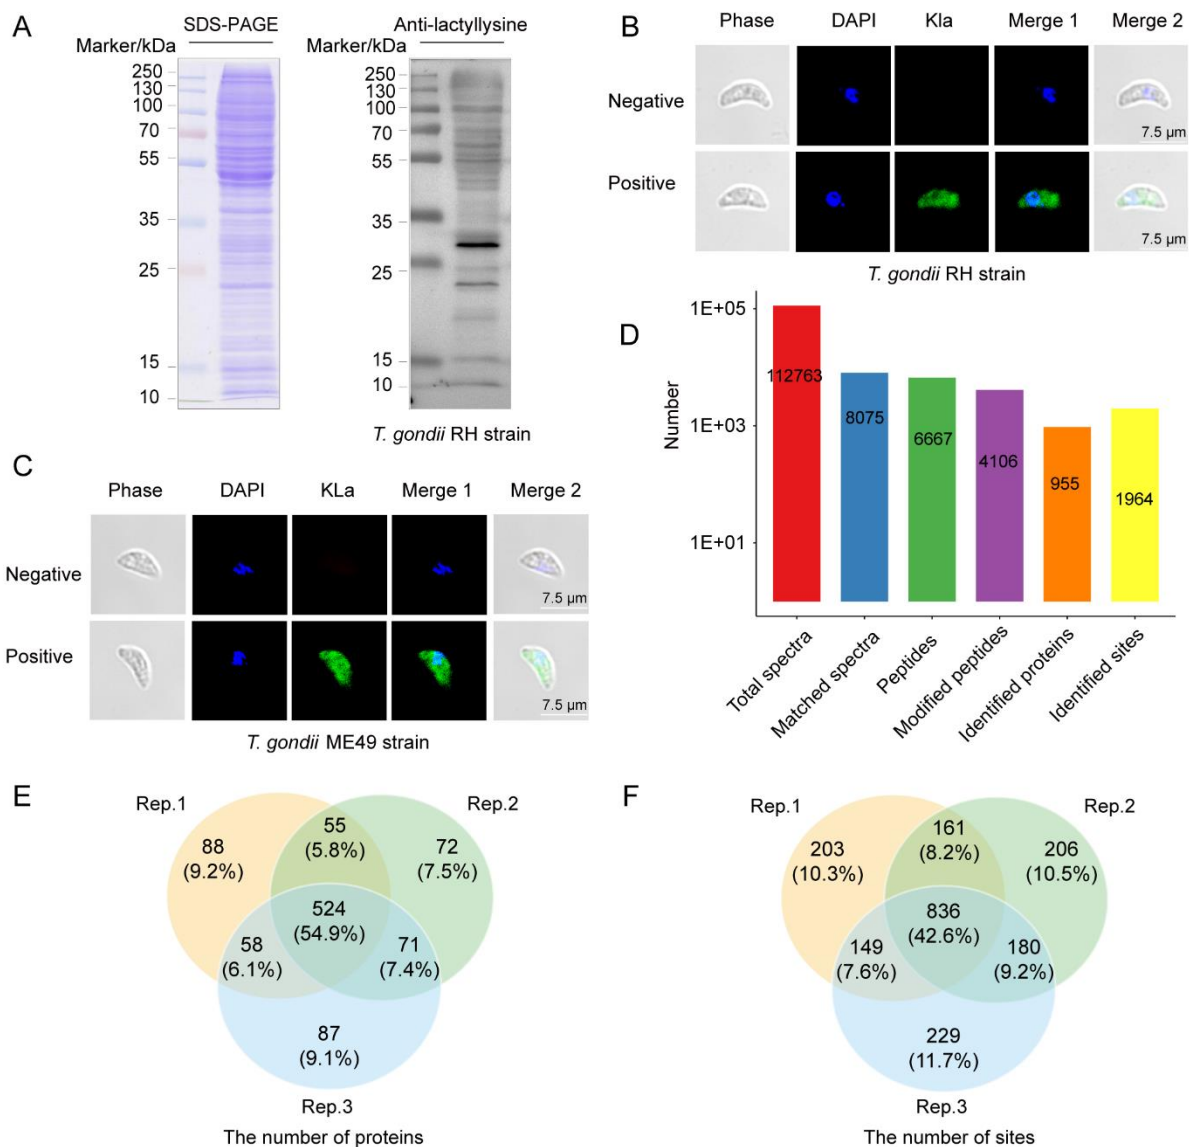 A
SDS-PAGE
Marker/kDa
250
130
100
70
55
35
25
15
10
Anti-lactyllysine
Marker/kDa
250
130
100
70
55
35
25
15
10
T. gondii RH strain
B
Phase DAPI Kla Merge 1 Merge 2
Negative
7.5 µm
Positive
7.5 µm
T. gondii RH strain
C
Phase DAPI KLa Merge 1 Merge 2
Negative
7.5 µm
Positive
7.5 µm
T. gondii ME49 strain
D
Number
1E+05
1E+03
1E+01
112763
8075
6667
4106
955
1964
Total spectra
Matched spectra
Peptides
Modified peptides
Identified proteins
Identified sites
E
Rep.1
Rep.2
88
(9.2%)
55
(5.8%)
72
(7.5%)
524
(54.9%)
58
(6.1%)
71
(7.4%)
87
(9.1%)
Rep.3
The number of proteins
F
Rep.1
Rep.2
203
(10.3%)
161
(8.2%)
206
(10.5%)
836
(42.6%)
149
(7.6%)
180
(9.2%)
229
(11.7%)
Rep.3
The number of sites